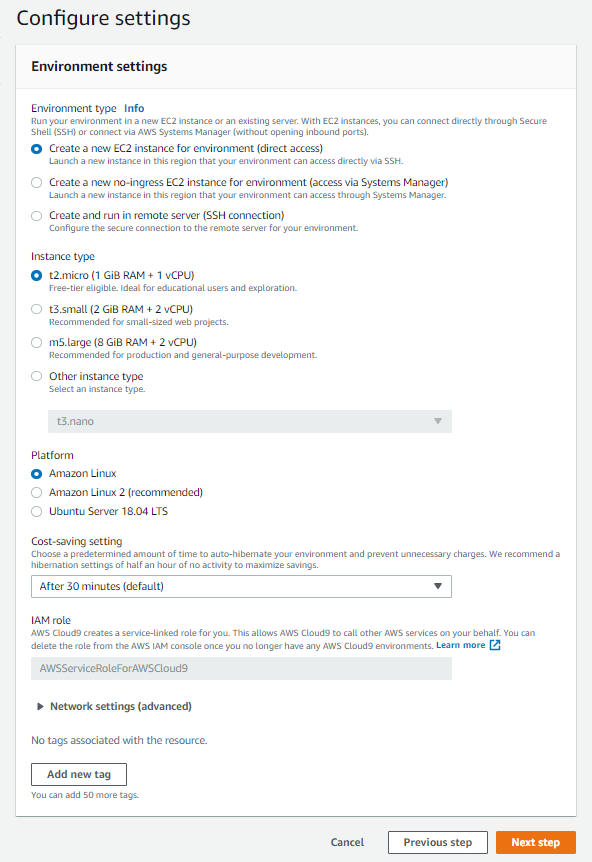 Configure settings
Environment settings
Environment type Info
Run your environment in a new EC2 instance or an existing server. With EC2 instances, you can connect directly through Secure
Shell (SSH) or connect via AWS Systems Manager (without opening inbound ports).
Create a new EC2 instance for environment (direct access)
Launch a new instance in this region that your environment can access directly via SSH.
Create a new no-ingress EC2 instance for environment (access via Systems Manager)
Launch a new instance in this region that your environment can access through Systems Manager.
Create and run in remote server (SSH connection)
Configure the secure connection to the remote server for your environment.
Instance type
t2.micro (1 GiB RAM + 1 vCPU)
Free-tier eligible. Ideal for educational users and exploration.
t3.small (2 GiB RAM + 2 vCPU)
Recommended for small-sized web projects.
m5.large (8 GiB RAM + 2 vCPU)
Recommended for production and general-purpose development.
Other instance type
Select an instance type.
t3.nano
Platform
Amazon Linux
Amazon Linux 2 (recommended)
Ubuntu Server 18.04 LTS
Cost-saving setting
Choose a predetermined amount of time to auto-hibernate your environment and prevent unnecessary charges. We recommend a
hibernation settings of half an hour of no activity to maximize savings.
After 30 minutes (default)
IAM role
AWS Cloud9 creates a service-linked role for you. This allows AWS Cloud9 to call other AWS services on your behalf. You can
delete the role from the AWS IAM console once you no longer have any AWS Cloud9 environments. Learn more
AWSServiceRoleForAWSCloud9
Network settings (advanced)
No tags associated with the resource.
Add new tag
You can add 50 more tags.
Cancel Previous step Next step